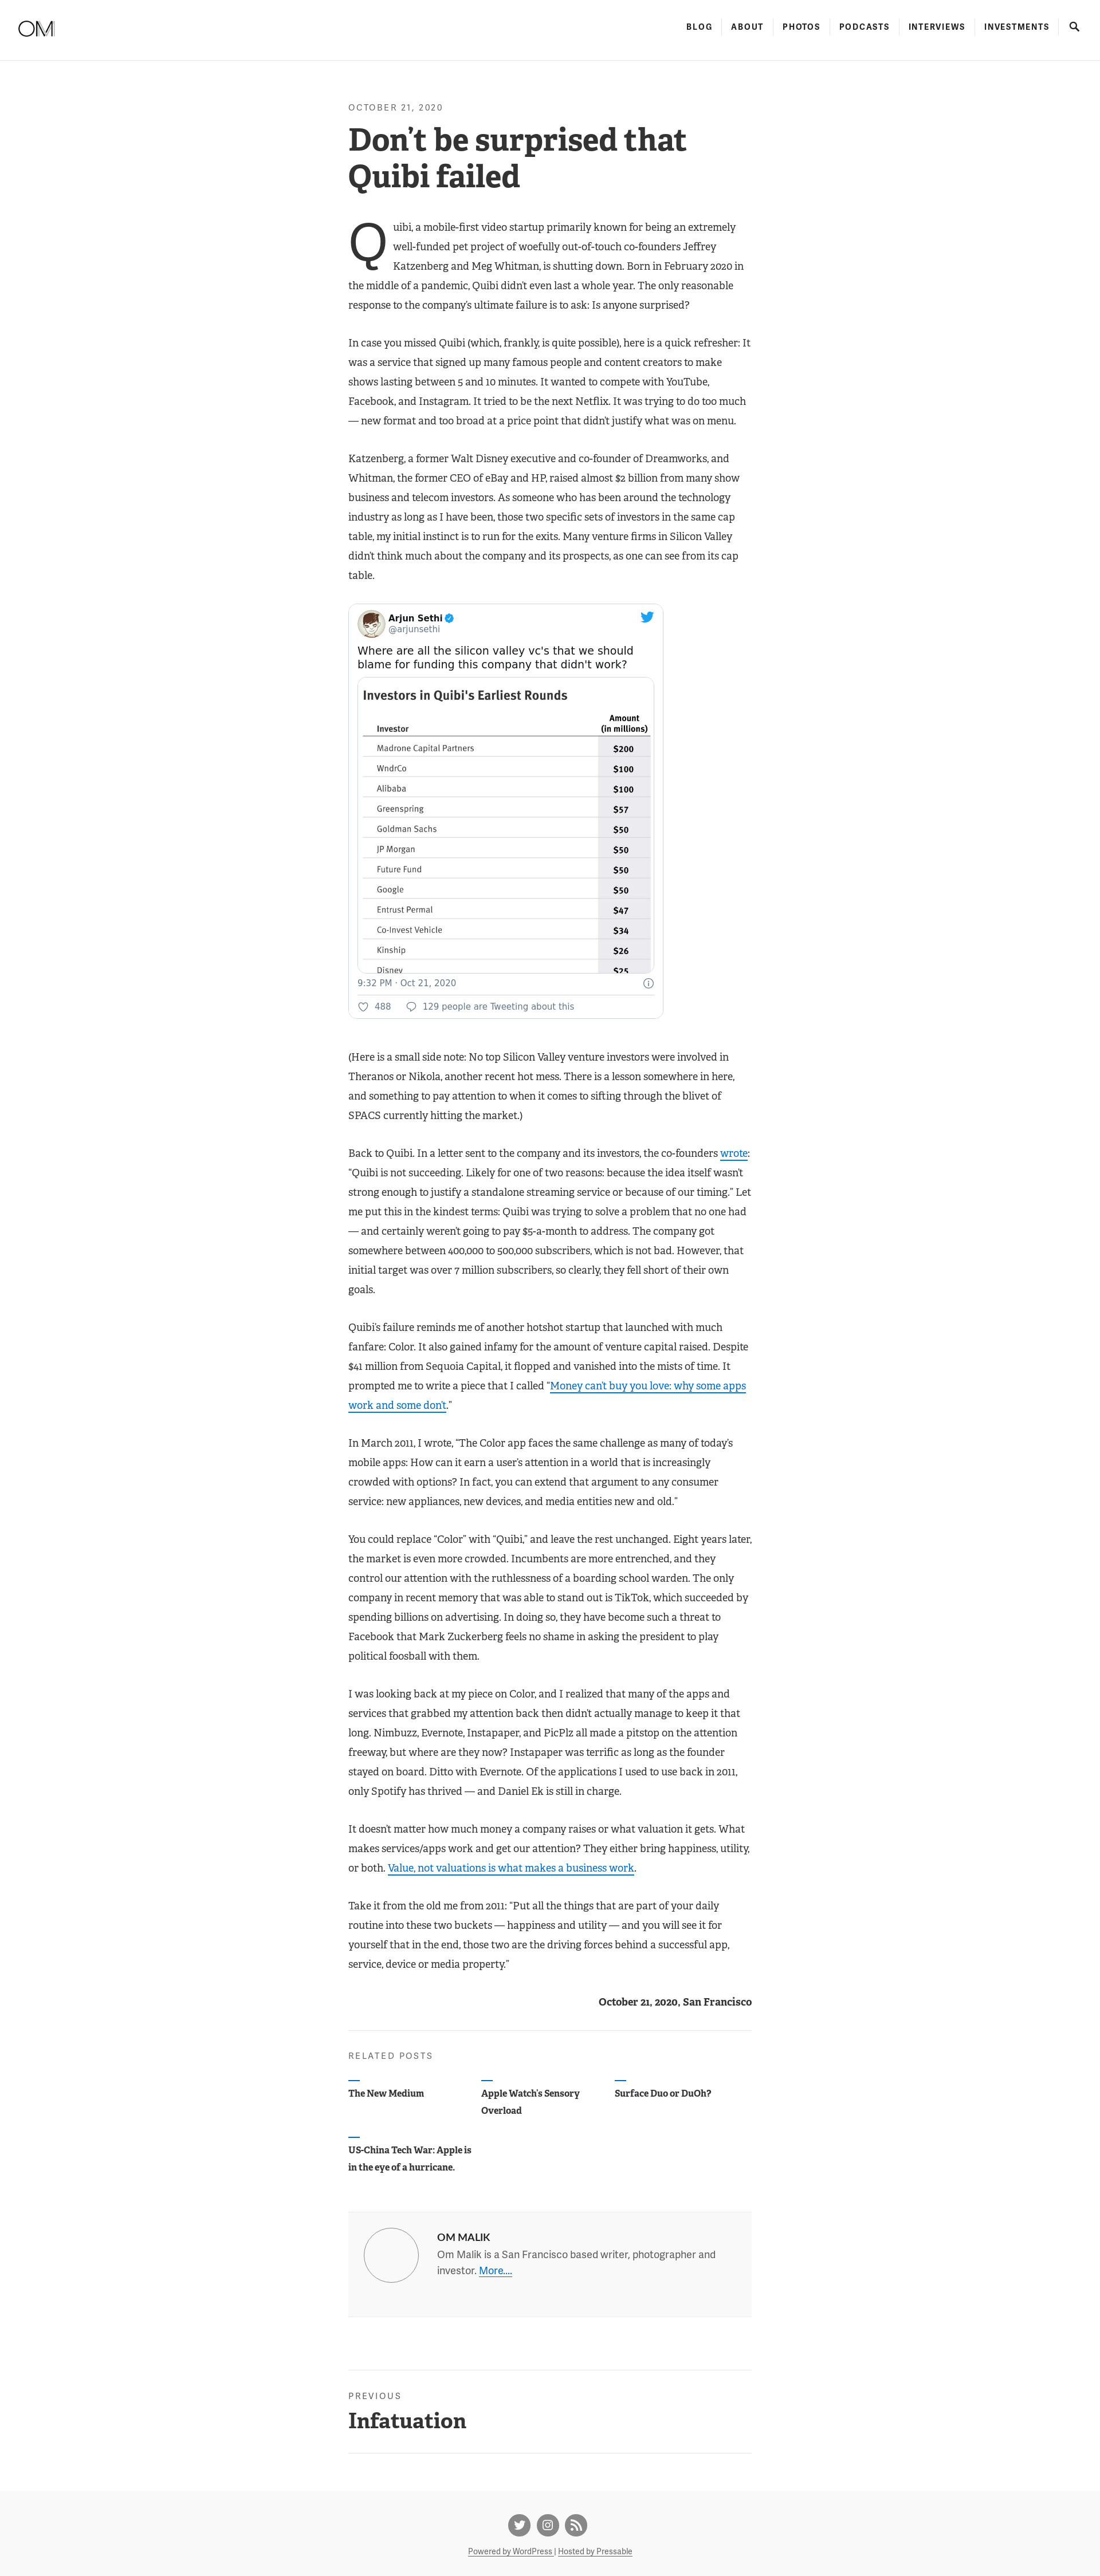 OM
BLOG ABOUT PHOTOS PODCASTS INTERVIEWS INVESTMENTS
OCTOBER 21, 2020
Don’t be surprised that
Quibi failed
Quibi, a mobile-first video startup primarily known for being an extremely
well-funded pet project of woefully out-of-touch co-founders Jeffrey
Katzenberg and Meg Whitman, is shutting down. Born in February 2020 in
the middle of a pandemic, Quibi didn’t even last a whole year. The only reasonable
response to the company’s ultimate failure is to ask: Is anyone surprised?
In case you missed Quibi (which, frankly, is quite possible), here is a quick refresher: It
was a service that signed up many famous people and content creators to make
shows lasting between 5 and 10 minutes. It wanted to compete with YouTube,
Facebook, and Instagram. It tried to be the next Netflix. It was trying to do too much
— new format and too broad at a price point that didn’t justify what was on menu.
Katzenberg, a former Walt Disney executive and co-founder of Dreamworks, and
Whitman, the former CEO of eBay and HP, raised almost $2 billion from many show
business and telecom investors. As someone who has been around the technology
industry as long as I have been, those two specific sets of investors in the same cap
table, my initial instinct is to run for the exits. Many venture firms in Silicon Valley
didn’t think much about the company and its prospects, as one can see from its cap
table.
Arjun Sethi
@arjunsethi
Where are all the silicon valley vc's that we should
blame for funding this company that didn't work?
Investors in Quibi's Earliest Rounds
Investor Amount (in millions)
Madrone Capital Partners $200
WndrCo $100
Alibaba $100
Greenspring $57
Goldman Sachs $50
JP Morgan $50
Future Fund $50
Google $50
Entrust Permal $47
Co-Invest Vehicle $34
Kinship $26
Disney $25
9:32 PM · Oct 21, 2020
488 129 people are Tweeting about this
(Here is a small side note: No top Silicon Valley venture investors were involved in
Theranos or Nikola, another recent hot mess. There is a lesson somewhere in here,
and something to pay attention to when it comes to sifting through the blivet of
SPACS currently hitting the market.)
Back to Quibi. In a letter sent to the company and its investors, the co-founders wrote:
“Quibi is not succeeding. Likely for one of two reasons: because the idea itself wasn’t
strong enough to justify a standalone streaming service or because of our timing.” Let
me put this in the kindest terms: Quibi was trying to solve a problem that no one had
— and certainly weren’t going to pay $5-a-month to address. The company got
somewhere between 400,000 to 500,000 subscribers, which is not bad. However, that
initial target was over 7 million subscribers, so clearly, they fell short of their own
goals.
Quibi’s failure reminds me of another hotshot startup that launched with much
fanfare: Color. It also gained infamy for the amount of venture capital raised. Despite
$41 million from Sequoia Capital, it flopped and vanished into the mists of time. It
prompted me to write a piece that I called “Money can’t buy you love: why some apps
work and some don’t.”
In March 2011, I wrote, “The Color app faces the same challenge as many of today’s
mobile apps: How can it earn a user’s attention in a world that is increasingly
crowded with options? In fact, you can extend that argument to any consumer
service: new appliances, new devices, and media entities new and old.”
You could replace “Color” with “Quibi,” and leave the rest unchanged. Eight years later,
the market is even more crowded. Incumbents are more entrenched, and they
control our attention with the ruthlessness of a boarding school warden. The only
company in recent memory that was able to stand out is TikTok, which succeeded by
spending billions on advertising. In doing so, they have become such a threat to
Facebook that Mark Zuckerberg feels no shame in asking the president to play
political foosball with them.
I was looking back at my piece on Color, and I realized that many of the apps and
services that grabbed my attention back then didn’t actually manage to keep it that
long. Nimbuzz, Evernote, Instapaper, and PicPlz all made a pitstop on the attention
freeway, but where are they now? Instapaper was terrific as long as the founder
stayed on board. Ditto with Evernote. Of the applications I used to use back in 2011,
only Spotify has thrived — and Daniel Ek is still in charge.
It doesn’t matter how much money a company raises or what valuation it gets. What
makes services/apps work and get our attention? They either bring happiness, utility,
or both. Value, not valuations is what makes a business work.
Take it from the old me from 2011: “Put all the things that are part of your daily
routine into these two buckets — happiness and utility — and you will see it for
yourself that in the end, those two are the driving forces behind a successful app,
service, device or media property.”
October 21, 2020, San Francisco
RELATED POSTS
The New Medium
Apple Watch’s Sensory
Overload
Surface Duo or DuOh?
US-China Tech War: Apple is
in the eye of a hurricane.
OM MALIK
Om Malik is a San Francisco based writer, photographer and
investor. More....
PREVIOUS
Infatuation
Powered by WordPress | Hosted by Pressable